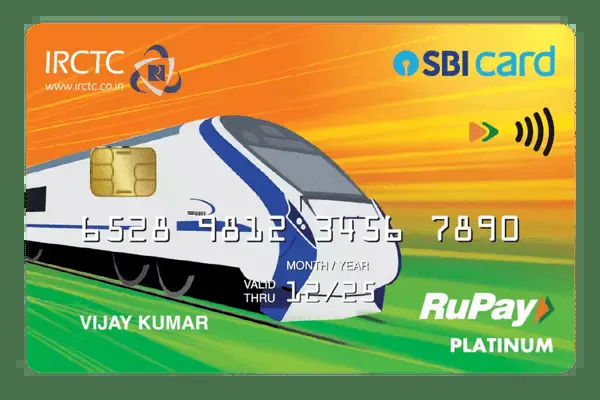 IRCTC
www.irctc.co.in
SBI card
6528 9812 3456 7890
MONTH / YEAR
VALID THRU 12/25
VIJAY KUMAR
RuPay
PLATINUM